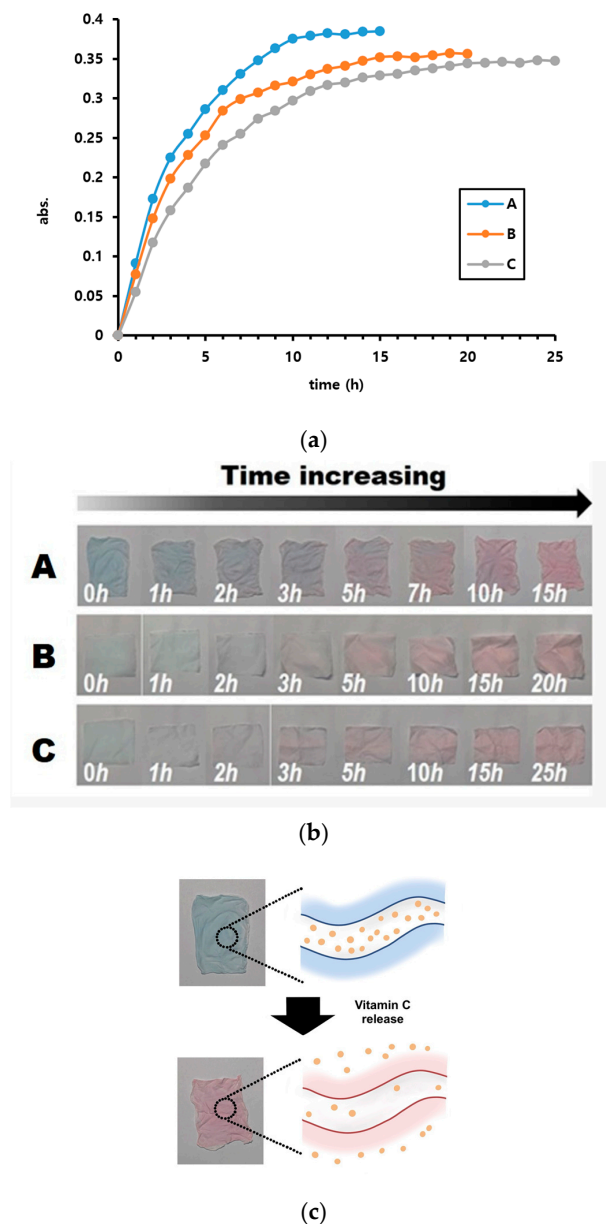 0.4
0.35
0.3
0.25
0.2
0.15
0.1
0.05
0
abs.
A
B
C
0 5 10 15 20 25
time (h)
(a)
Time increasing
A
0h 1h 2h 3h 5h 7h 10h 15h
B
0h 1h 2h 3h 5h 10h 15h 20h
C
0h 1h 2h 3h 5h 10h 15h 25h
(b)
Vitamin C
release
(c)